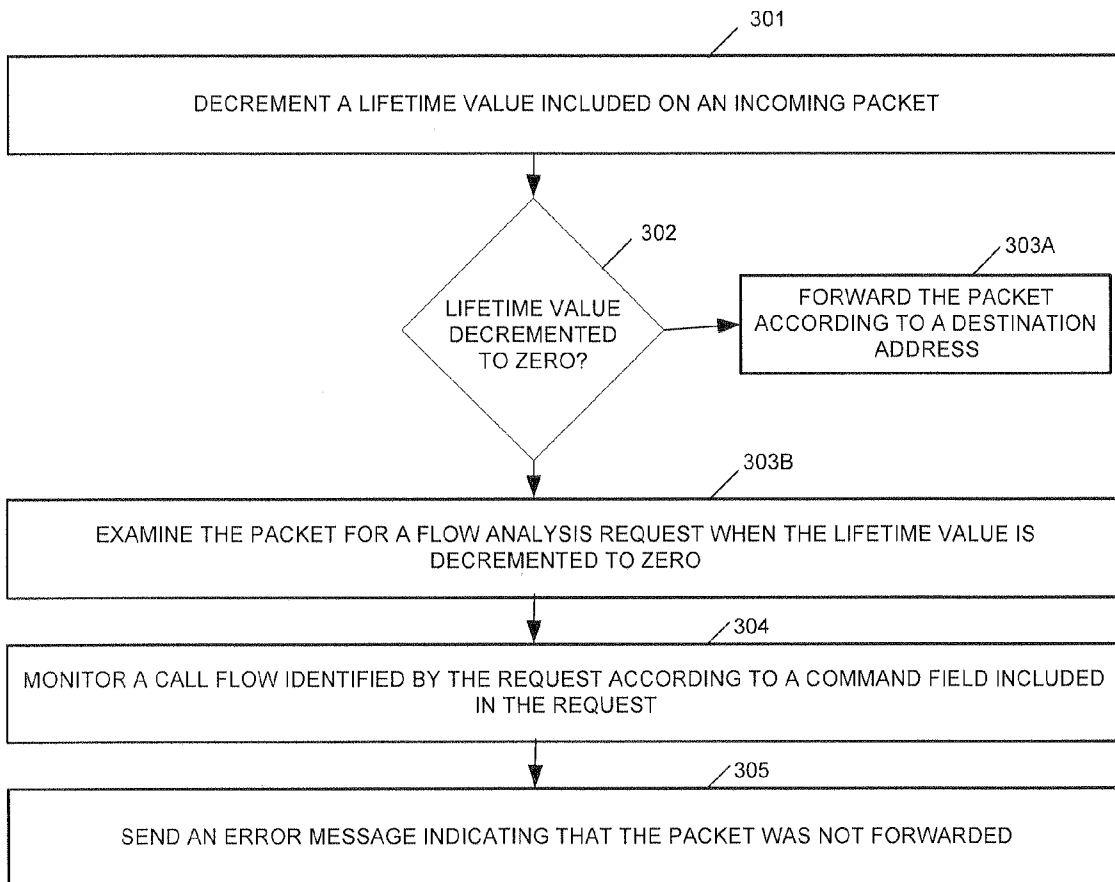 301
DECREMENT A LIFETIME VALUE INCLUDED ON AN INCOMING PACKET
302
LIFETIME VALUE
DECREMENTED
TO ZERO?
303A
FORWARD THE PACKET
ACCORDING TO A DESTINATION
ADDRESS
303B
EXAMINE THE PACKET FOR A FLOW ANALYSIS REQUEST WHEN THE LIFETIME VALUE IS
DECREMENTED TO ZERO
304
MONITOR A CALL FLOW IDENTIFIED BY THE REQUEST ACCORDING TO A COMMAND FIELD INCLUDED
IN THE REQUEST
305
SEND AN ERROR MESSAGE INDICATING THAT THE PACKET WAS NOT FORWARDED